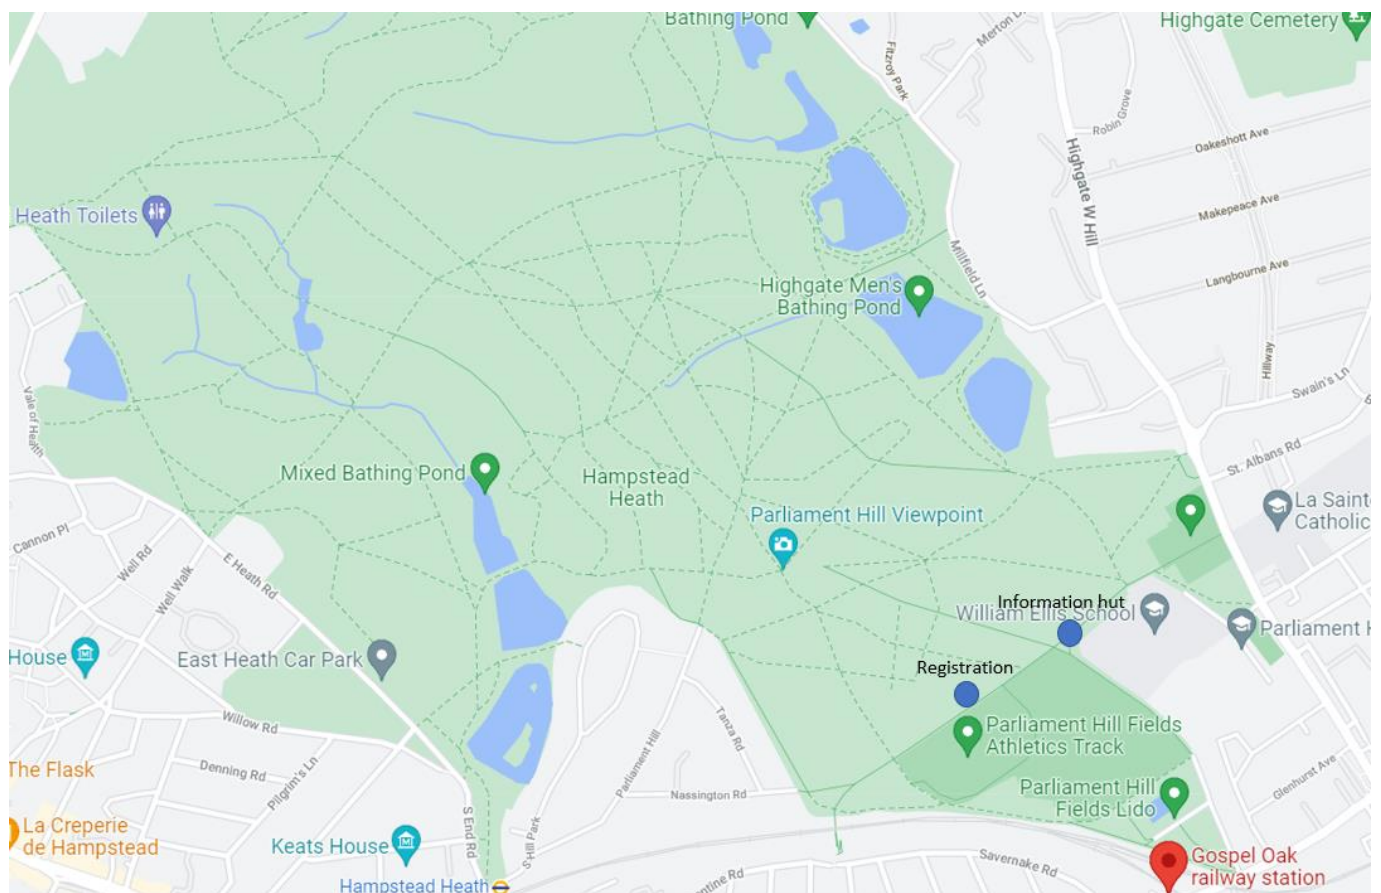 Bathing Pond
Highgate Cemetery
Merton
Fitzroy Park
Robin Grove
Oakeshott Ave
Highgate W Hill
Makepeace Ave
Heath Toilets
Langbourne Ave
Millfield Ln
Highgate Men's
Bathing Pond
Hillway
Swain's Ln
Vale of Health
St. Albans Rd
Mixed Bathing Pond
Hampstead
Heath
La Sainte
Catholic
Parliament Hill Viewpoint
Cannon Pl
Well Rd
Well Walk
E Heath Rd
Information hut
William Ellis School
Parliament H
House
East Heath Car Park
Registration
Willow Rd
Tanza Rd
Parliament Hill Fields
Athletics Track
The Flask
Denning Rd
Pilgrim's Ln
Parliament Hill
Nassington Rd
Glenhurst Ave
Parliament Hill
Fields Lido
S End Rd
S Hill Park
La Creperie
de Hampstead
Keats House
Savernake Rd
Gospel Oak
railway station
Hampstead Heath
ntine Rd